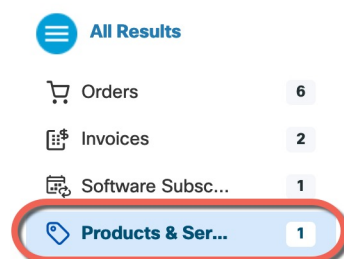 All Results
Orders 6
Invoices 2
Software Subsc... 1
Products & Ser... 1